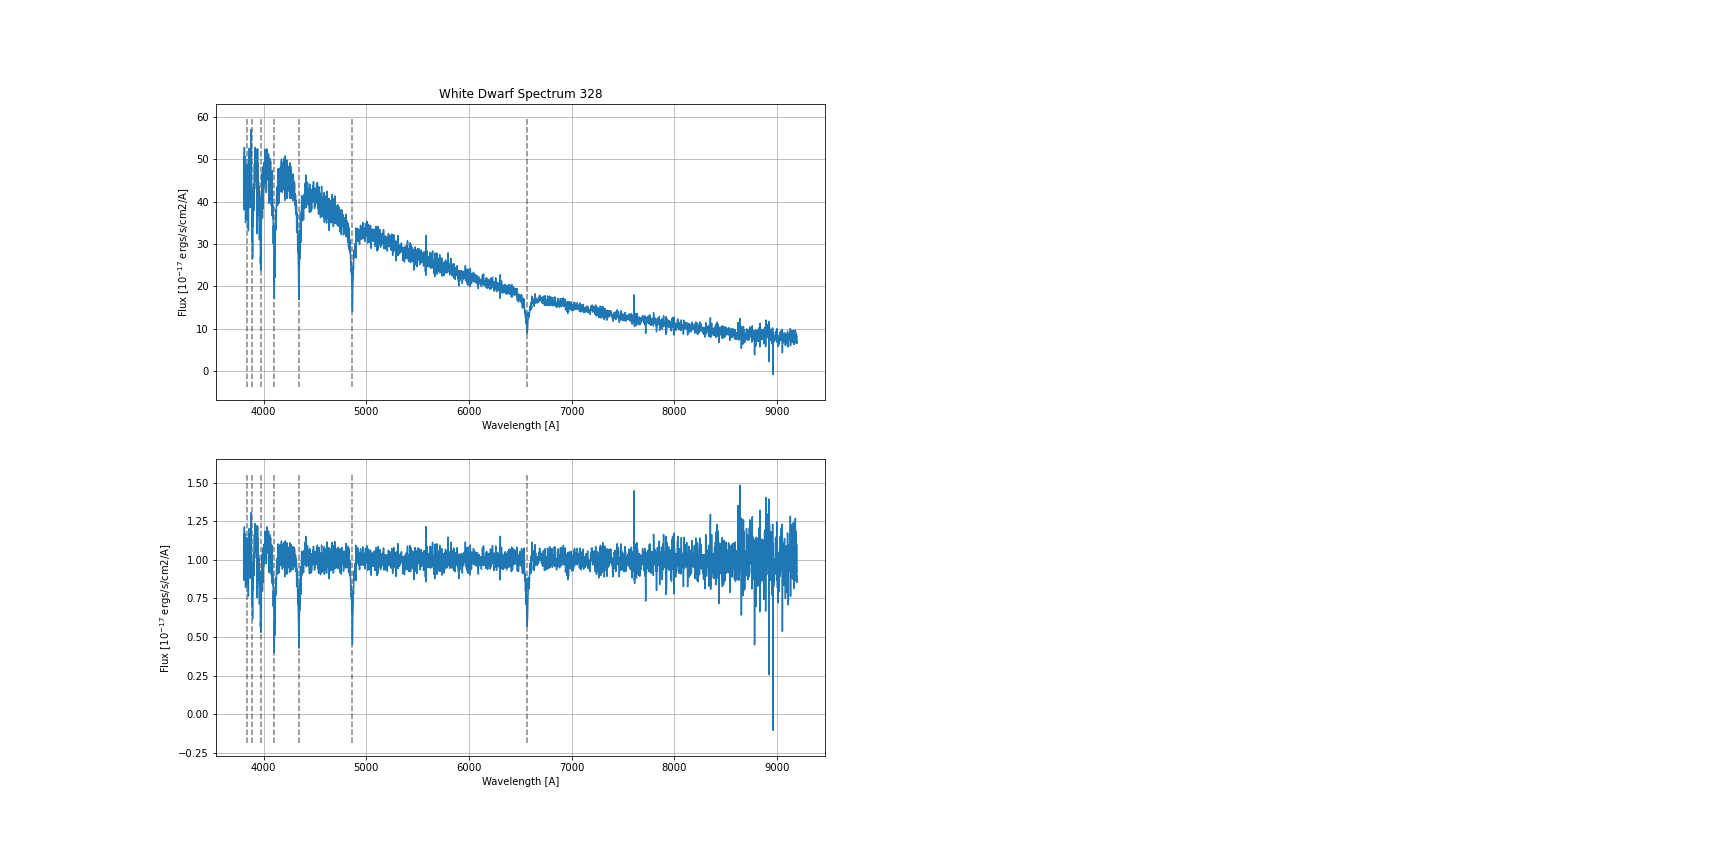 White Dwarf Spectrum 328
60
50
40
30
20
10
0
Flux [10⁻¹⁷ ergs/s/cm2/A]
4000 5000 6000 7000 8000 9000
Wavelength [A]
1.50
1.25
1.00
0.75
0.50
0.25
0.00
−0.25
Flux [10⁻¹⁷ ergs/s/cm2/A]
4000 5000 6000 7000 8000 9000
Wavelength [A]